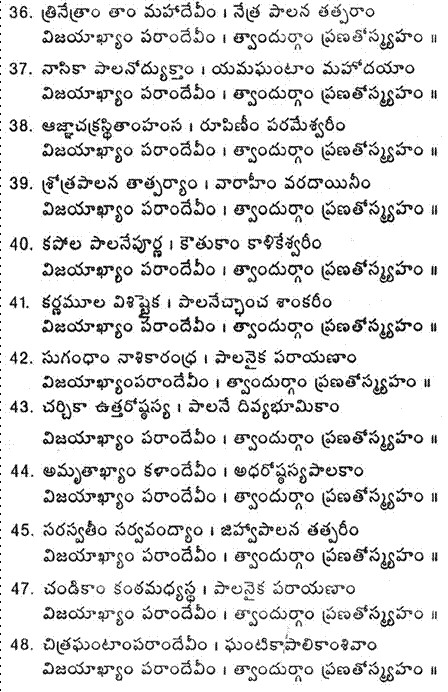 36. త్రినేత్రాం తాం మహాదేవీం । నేత్ర పాలన తత్పరాం
విజయాఖ్యాం పరాందేవీం । త్వాందుర్గాం ప్రణతోస్మ్యహం ॥
37. నాసికా పాలనోద్యుక్తాం । యమఘంటాం మహోదయాం
విజయాఖ్యాం పరాందేవీం । త్వాందుర్గాం ప్రణతోస్మ్యహం ॥
38. ఆజ్ఞాచక్రస్థితాంహంస । రూపిణీం పరమేశ్వరీం
విజయాఖ్యాం పరాందేవీం । త్వాందుర్గాం ప్రణతోస్మ్యహం ॥
39. శ్రోత్రపాలన తాత్పర్యాం । వారాహీం వరదాయినీం
విజయాఖ్యాం పరాందేవీం । త్వాందుర్గాం ప్రణతోస్మ్యహం ॥
40. కపోల పాలనేపూర్ణ । కౌతుకాం కాళికేశ్వరీం
విజయాఖ్యాం పరాందేవీం । త్వాందుర్గాం ప్రణతోస్మ్యహం ॥
41. కర్ణమూల విశిష్టైక । పాలనేచ్ఛాంచ శాంకరీం
విజయాఖ్యాం పరాందేవీం । త్వాందుర్గాం ప్రణతోస్మ్యహం ॥
42. సుగంధాం నాశికారంధ్ర । పాలనైక పరాయణాం
విజయాఖ్యాంపరాందేవీం । త్వాందుర్గాం ప్రణతోస్మ్యహం ॥
43. చర్చికా ఉత్తరోష్ఠస్య । పాలనే దివ్యభూమికాం
విజయాఖ్యాం పరాందేవీం । త్వాందుర్గాం ప్రణతోస్మ్యహం ॥
44. అమృతాఖ్యాం కళాందేవీం । అధరోష్ఠస్యపాలకాం
విజయాఖ్యాం పరాందేవీం । త్వాందుర్గాం ప్రణతోస్మ్యహం ॥
45. సరస్వతీం సర్వవంద్యాం । జిహ్వాపాలన తత్పరీం
విజయాఖ్యాం పరాందేవీం । త్వాందుర్గాం ప్రణతోస్మ్యహం ॥
47. చండికాం కంఠమధ్యస్థ । పాలనైక పరాయణాం
విజయాఖ్యాం పరాందేవీం । త్వాందుర్గాం ప్రణతోస్మ్యహం ॥
48. చిత్రఘంటాంపరాందేవీం । ఘంటికాపాలికాంశివాం
విజయాఖ్యాం పరాందేవీం । త్వాందుర్గాం ప్రణతోస్మ్యహం ॥